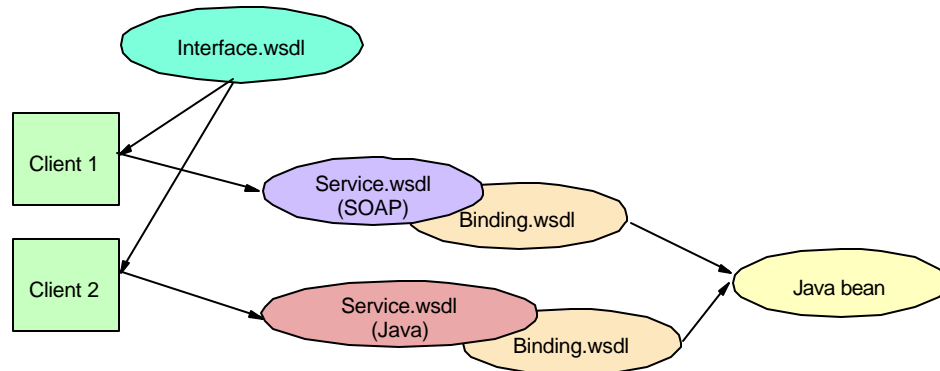 Interface.wsdl
Client 1
Service.wsdl
(SOAP)
Binding.wsdl
Client 2
Java bean
Service.wsdl
(Java)
Binding.wsdl